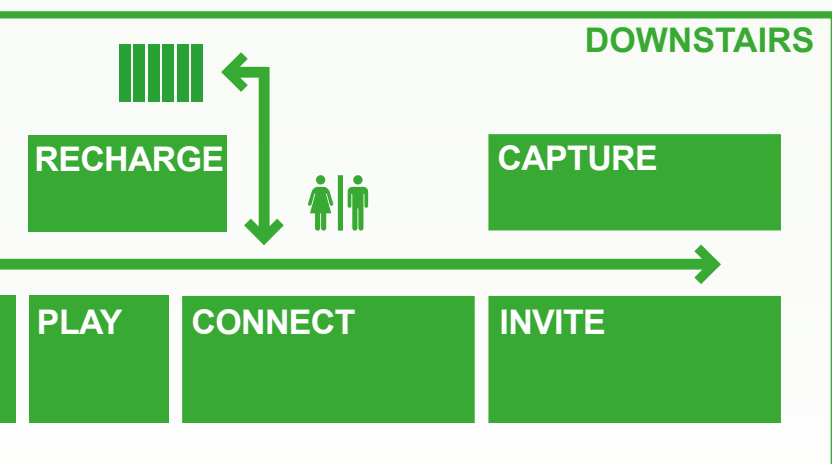 DOWNSTAIRS
RECHARGE
CAPTURE
PLAY
CONNECT
INVITE